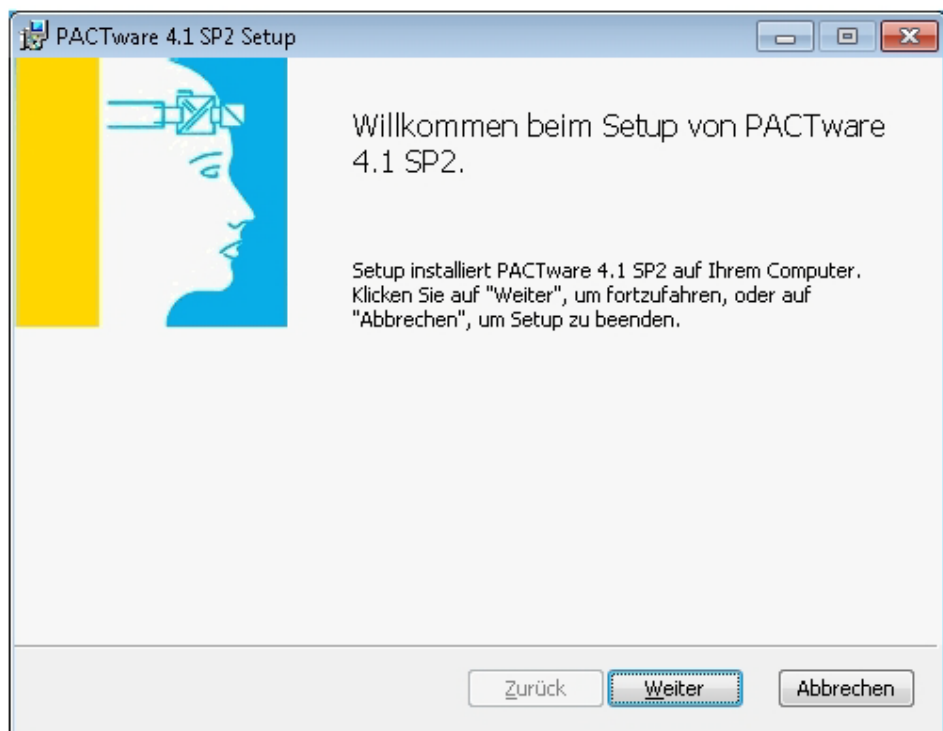 PACTware 4.1 SP2 Setup
Willkommen beim Setup von PACTware
4.1 SP2.
Setup installiert PACTware 4.1 SP2 auf Ihrem Computer.
Klicken Sie auf "Weiter", um fortzufahren, oder auf
"Abbrechen", um Setup zu beenden.
Zurück Weiter Abbrechen